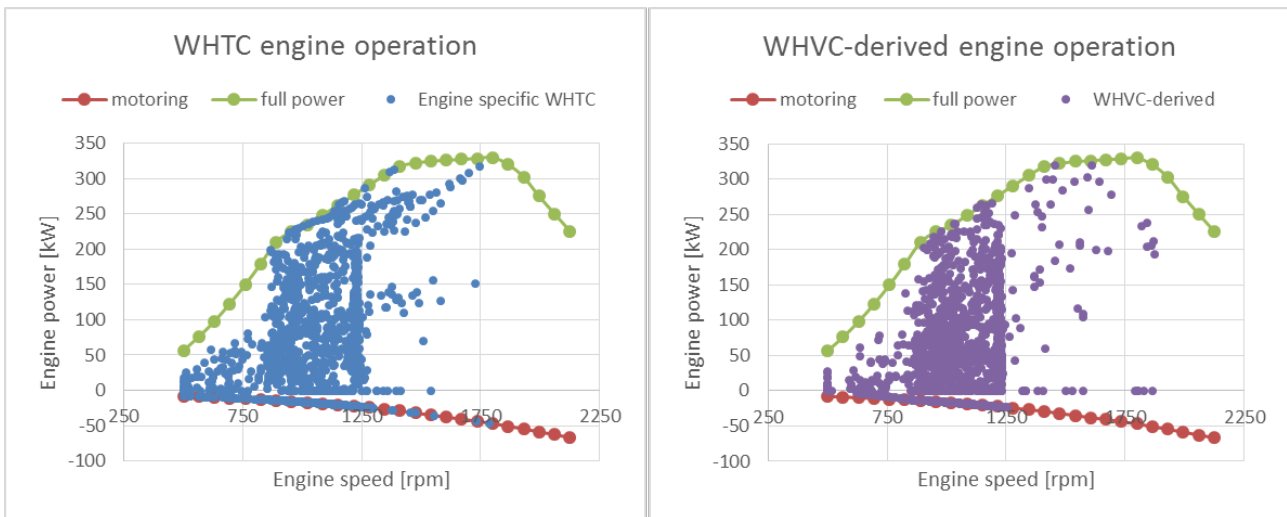 WHTC engine operation
motoring full power Engine specific WHTC
350
300
250
200
150
100
50
0
-50
-100
250 750 1250 1750 2250
Engine power [kW]
Engine speed [rpm]
WHVC-derived engine operation
motoring full power WHVC-derived
350
300
250
200
150
100
50
0
-50
-100
250 750 1250 1750 2250
Engine power [kW]
Engine speed [rpm]